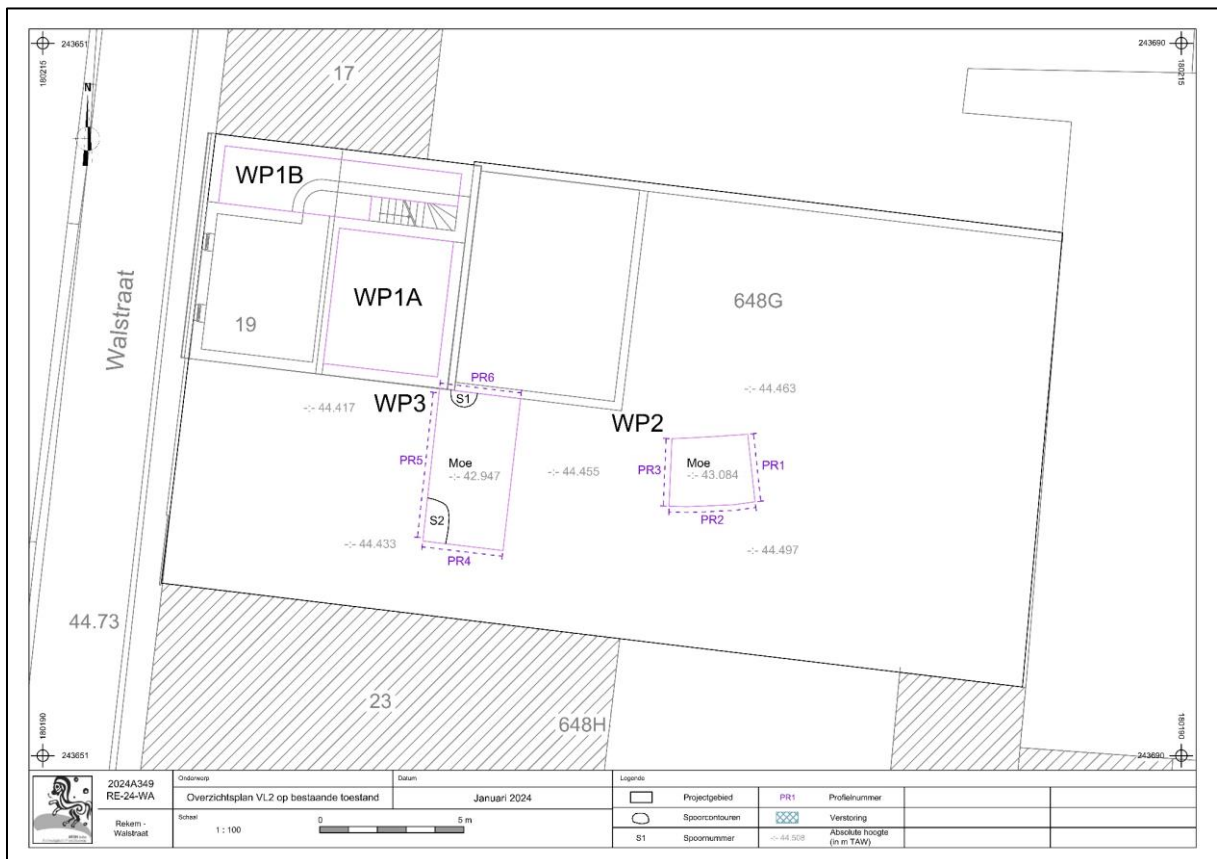 243651
243690
180215
180215
N
17
WP1B
WP1A
648G
19
Walstraat
PR6
-:- 44.463
S1
-:- 44.417
WP3
WP2
Moe
Moe
PR5
-:- 42.947
-:- 44.455
PR3
-:- 43.084
PR1
S2
PR2
-:- 44.433
-:- 44.497
PR4
44.73
23
648H
180190
180190
243651
243690
2024A349
RE-24-WA
Rekem -
Walstraat
Onderwerp
Overzichtsplan VL2 op bestaande toestand
Datum
Januari 2024
Schaal
1 : 100
0
5 m
Legende
Projectgebied
PR1
Profielnummer
Spoorcontouren
Verstoring
S1
Spoornummer
-:- 44.508
Absolute hoogte
(in m TAW)